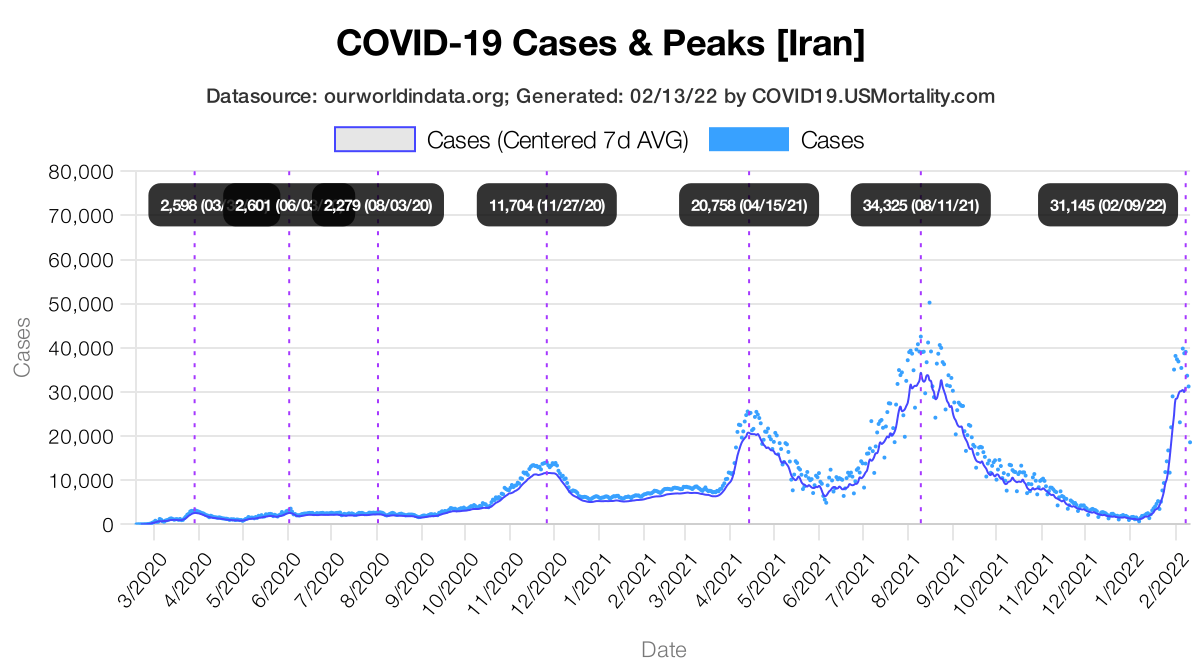 COVID-19 Cases & Peaks [Iran]
Datasource: ourworldindata.org; Generated: 02/13/22 by COVID19.USMortality.com
Cases (Centered 7d AVG) Cases
80,000
2,598 (03/ 2,601 (06/03/ 2,279 (08/03/20) 11,704 (11/27/20) 20,758 (04/15/21) 34,325 (08/11/21) 31,145 (02/09/22)
70,000
60,000
50,000
40,000
30,000
20,000
10,000
0
Cases
3/2020 4/2020 5/2020 6/2020 7/2020 8/2020 9/2020 10/2020 11/2020 12/2020 1/2021 2/2021 3/2021 4/2021 5/2021 6/2021 7/2021 8/2021 9/2021 10/2021 11/2021 12/2021 1/2022 2/2022
Date